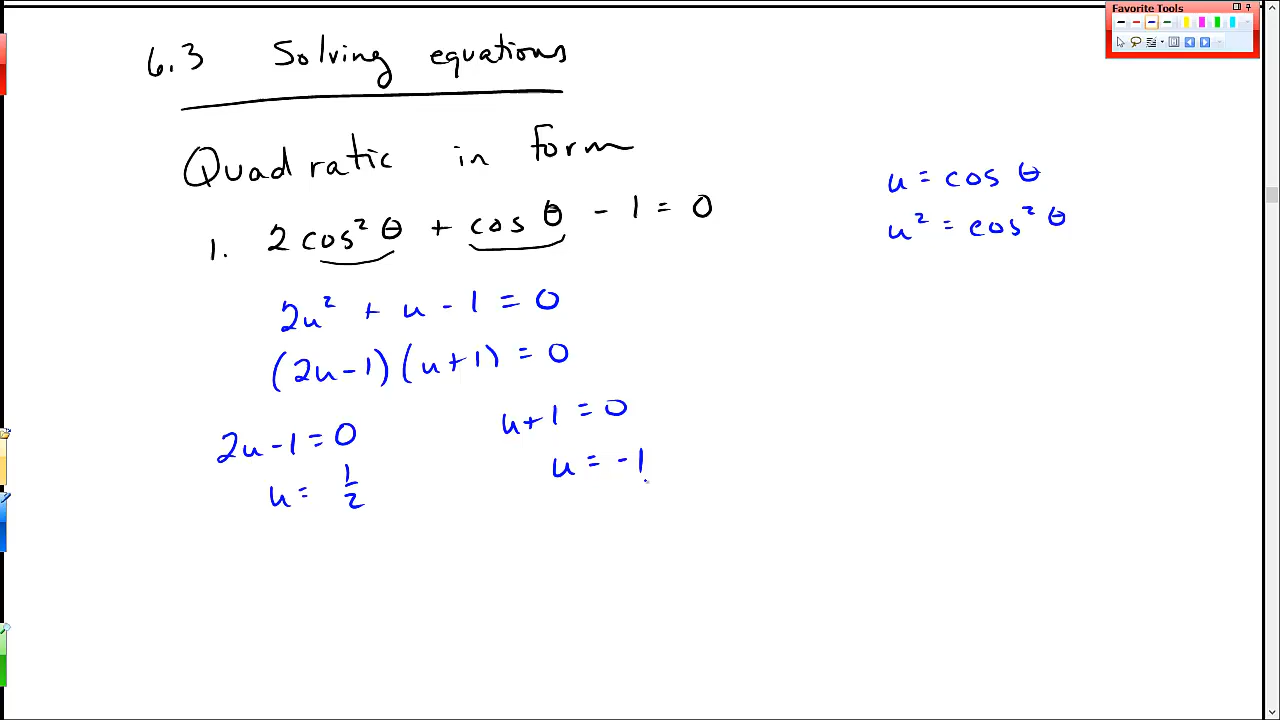 Favorite Tools
6.3 Solving equations
Quadratic in form
1. 2 cos² θ + cos θ - 1 = 0
u = cos θ
u² = cos² θ
2u² + u - 1 = 0
(2u - 1)(u + 1) = 0
2u - 1 = 0
u + 1 = 0
u = 1/2
u = -1